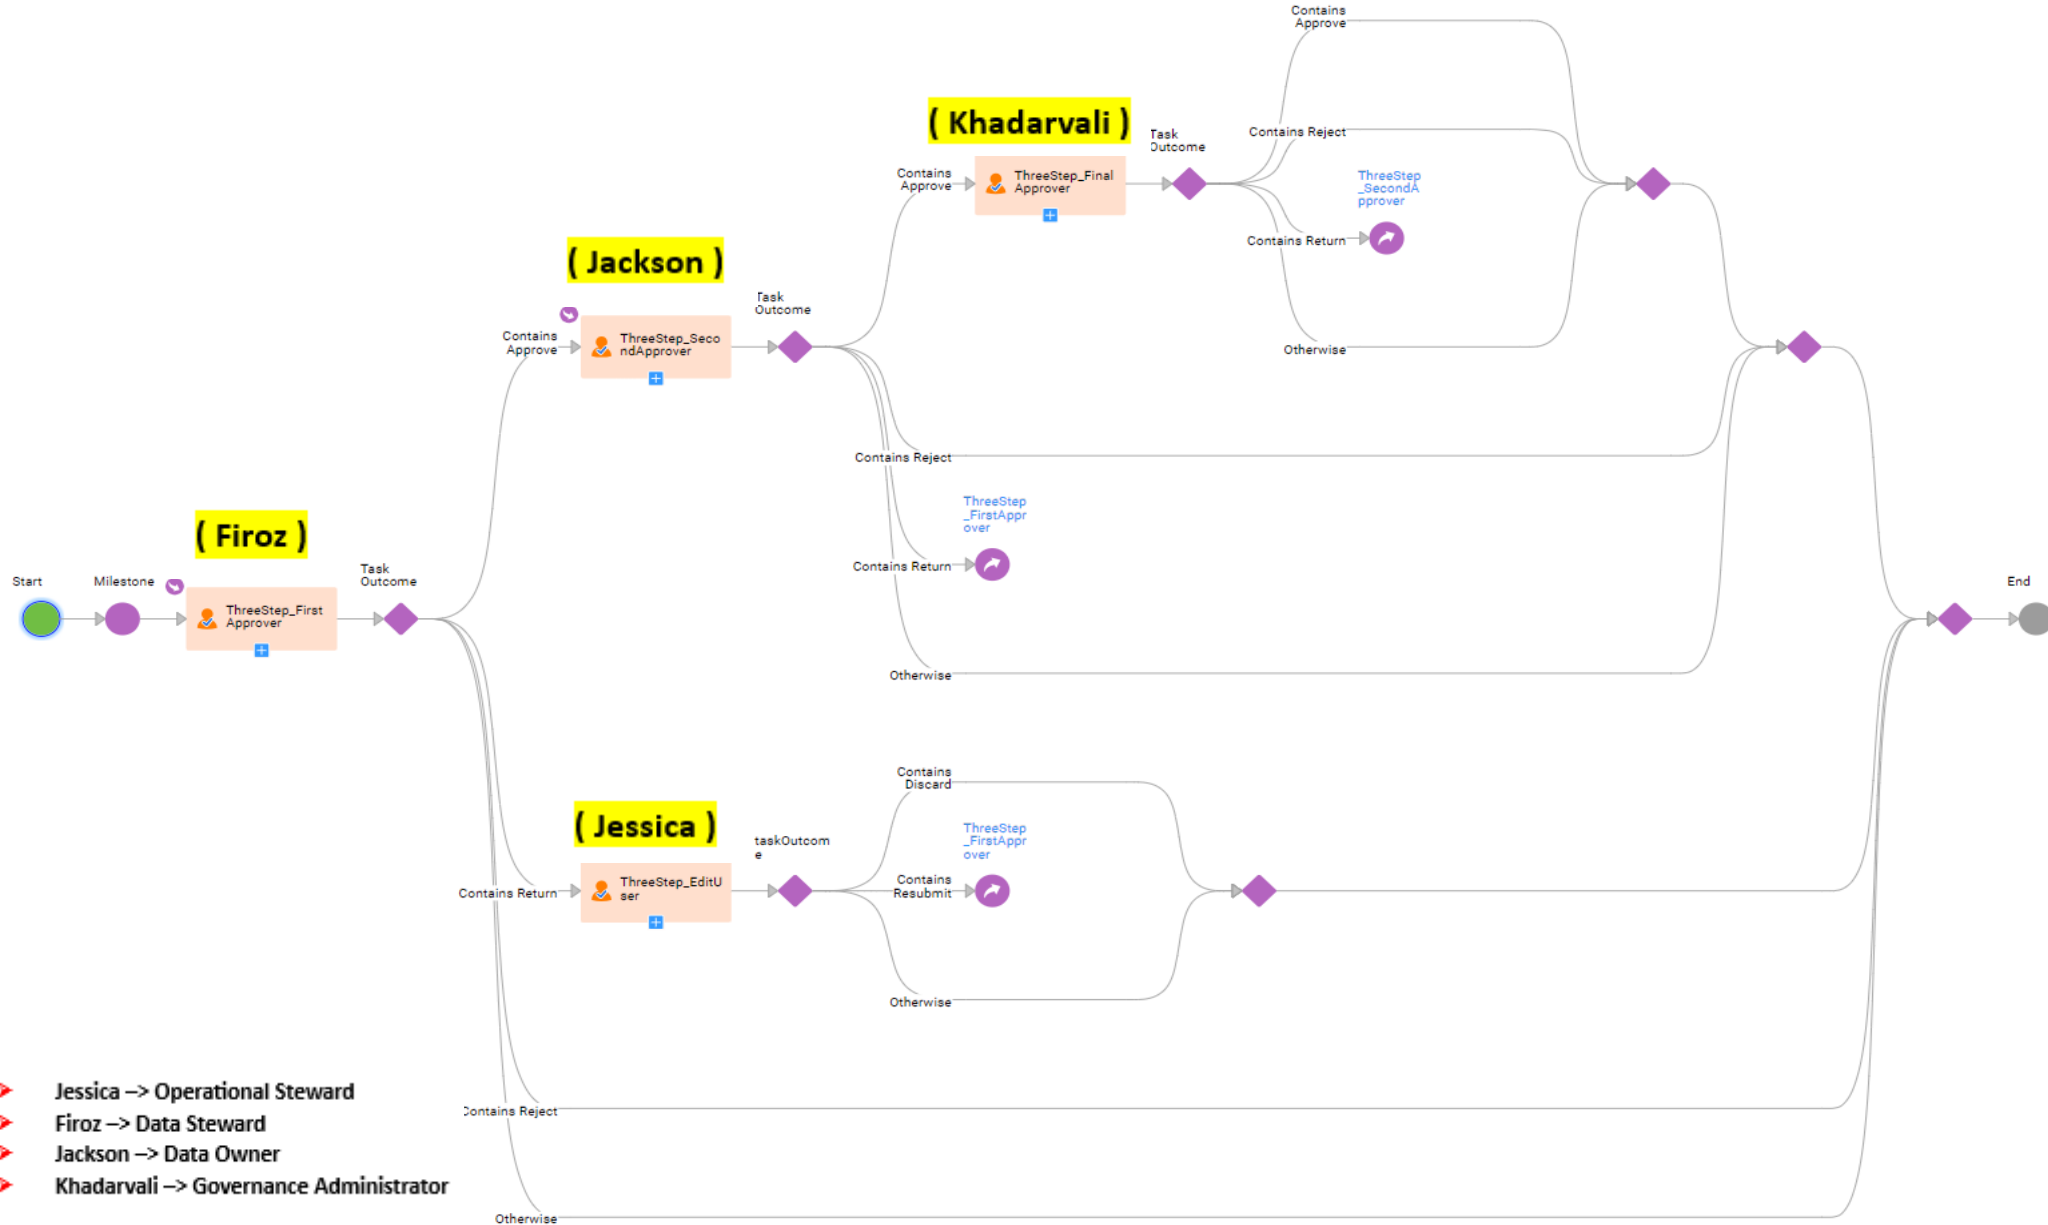 Contains
Approve
( Khadarvali )
Task
Outcome
Contains Reject
Contains
Approve
ThreeStep_Final
Approver
ThreeStep
_SecondA
pprover
Contains Return
( Jackson )
Task
Outcome
Contains
Approve
ThreeStep_Seco
ndApprover
Otherwise
Contains Reject
ThreeStep
_FirstAppr
over
Contains Return
( Firoz )
Start
Milestone
Task
Outcome
ThreeStep_First
Approver
End
Otherwise
Contains
Discard
( Jessica )
taskOutcom
e
ThreeStep
_FirstAppr
over
Contains Return
ThreeStep_EditU
ser
Contains
Resubmit
Otherwise
Jessica –> Operational Steward
Contains Reject
Firoz –> Data Steward
Jackson –> Data Owner
Khadarvali –> Governance Administrator
Otherwise